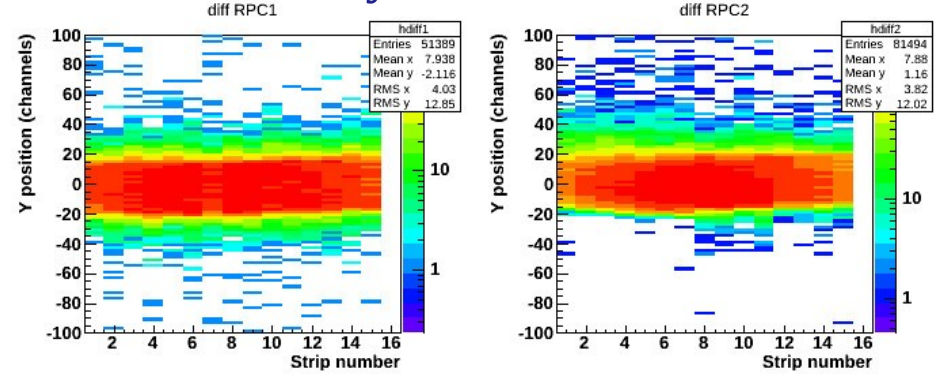 diff RPC1
hdiff1
Entries 51389
Mean x 7.938
Mean y -2.116
RMS x 4.03
RMS y 12.85
Y position (channels)
100
80
60
40
20
0
-20
-40
-60
-80
-100
2 4 6 8 10 12 14 16
Strip number
10
1
diff RPC2
hdiff2
Entries 81494
Mean x 7.88
Mean y 1.16
RMS x 3.82
RMS y 12.02
Y position (channels)
100
80
60
40
20
0
-20
-40
-60
-80
-100
2 4 6 8 10 12 14 16
Strip number
10
1